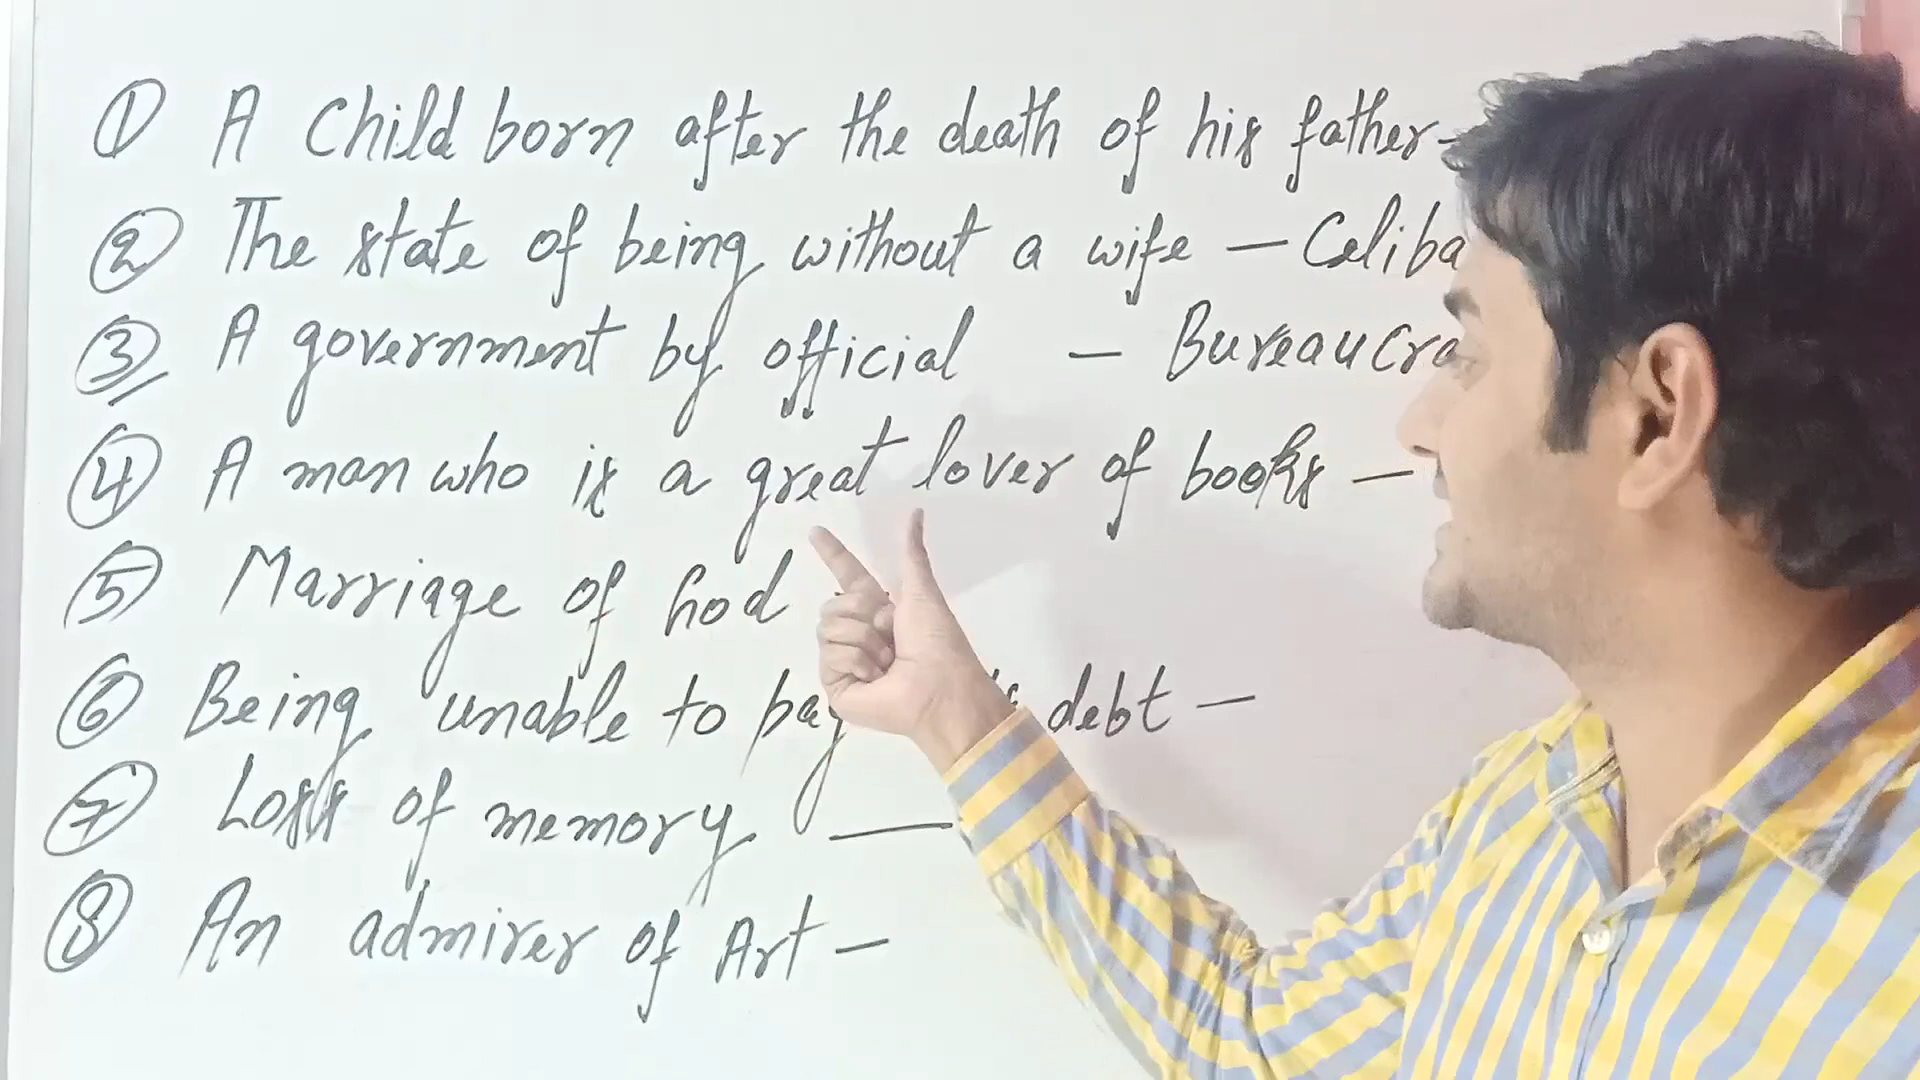 ① A Child born after the death of his father-
② The state of being without a wife - Celiba
③ A government by official - Bureaucra
④ A man who is a great lover of books -
⑤ Marriage of God
⑥ Being unable to pay debt -
⑦ Loss of memory -
⑧ An admirer of Art -